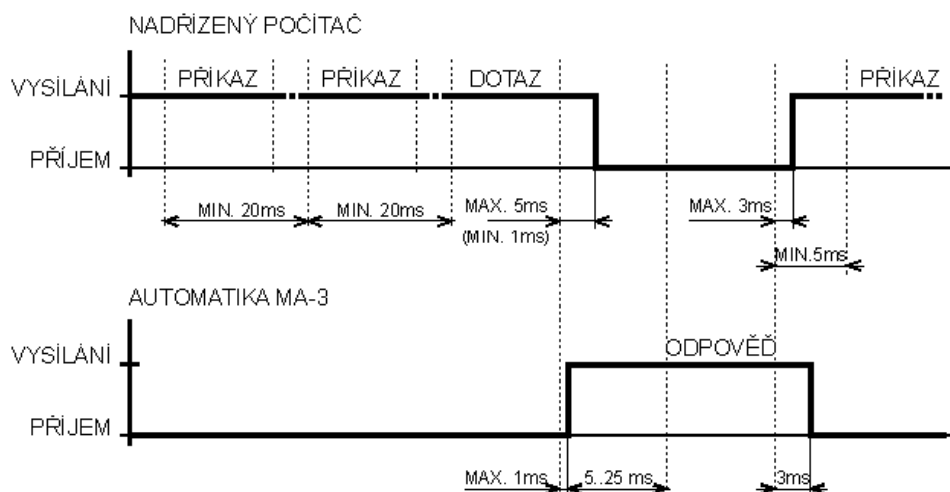 NADŘÍZENÝ POČÍTAČ
PŘÍKAZ PŘÍKAZ DOTAZ PŘÍKAZ
VYSÍLÁNÍ
PŘÍJEM
MIN. 20ms MIN. 20ms MAX. 5ms MAX. 3ms
(MIN. 1ms)
MIN.5ms
AUTOMATIKA MA-3
ODPOVĚĎ
VYSÍLÁNÍ
PŘÍJEM
MAX. 1ms 5..25 ms 3ms